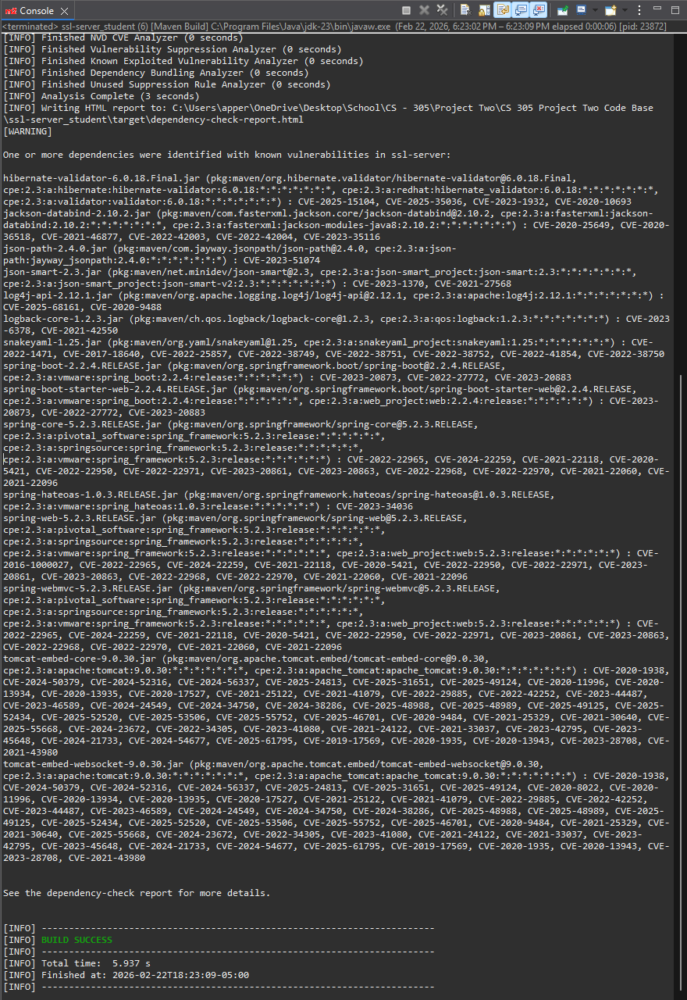 Console
<terminated> ssl-server_student (6) [Maven Build] C:\Program Files\Java\jdk-23\bin\javaw.exe (Feb 22, 2026, 6:23:02 PM – 6:23:09 PM elapsed 0:00:06) [pid: 23872]
[INFO] Finished NVD CVE Analyzer (0 seconds)
[INFO] Finished Vulnerability Suppression Analyzer (0 seconds)
[INFO] Finished Known Exploited Vulnerability Analyzer (0 seconds)
[INFO] Finished Dependency Bundling Analyzer (0 seconds)
[INFO] Finished Unused Suppression Rule Analyzer (0 seconds)
[INFO] Analysis Complete (3 seconds)
[INFO] Writing HTML report to: C:\Users\apper\OneDrive\Desktop\School\CS - 305\Project Two\CS 305 Project Two Code Base
\ssl-server_student\target\dependency-check-report.html
[WARNING]
One or more dependencies were identified with known vulnerabilities in ssl-server:
hibernate-validator-6.0.18.Final.jar (pkg:maven/org.hibernate.validator/hibernate-validator@6.0.18.Final,
cpe:2.3:a:hibernate:hibernate-validator:6.0.18:*:*:*:*:*:*:*, cpe:2.3:a:redhat:hibernate_validator:6.0.18:*:*:*:*:*:*:*,
cpe:2.3:a:validator:validator:6.0.18:*:*:*:*:*:*:*) : CVE-2025-15104, CVE-2025-35036, CVE-2023-1932, CVE-2020-10693
jackson-databind-2.10.2.jar (pkg:maven/com.fasterxml.jackson.core/jackson-databind@2.10.2, cpe:2.3:a:fasterxml:jackson-
databind:2.10.2:*:*:*:*:*:*:*, cpe:2.3:a:fasterxml:jackson-modules-java8:2.10.2:*:*:*:*:*:*:*) : CVE-2020-25649, CVE-2020-
36518, CVE-2021-46877, CVE-2022-42003, CVE-2022-42004, CVE-2023-35116
json-path-2.4.0.jar (pkg:maven/com.jayway.jsonpath/json-path@2.4.0, cpe:2.3:a:json-
path:jayway_jsonpath:2.4.0:*:*:*:*:*:*:*) : CVE-2023-51074
json-smart-2.3.jar (pkg:maven/net.minidev/json-smart@2.3, cpe:2.3:a:json-smart_project:json-smart:2.3:*:*:*:*:*:*:*,
cpe:2.3:a:json-smart_project:json-smart-v2:2.3:*:*:*:*:*:*:*) : CVE-2023-1370, CVE-2021-27568
log4j-api-2.12.1.jar (pkg:maven/org.apache.logging.log4j/log4j-api@2.12.1, cpe:2.3:a:apache:log4j:2.12.1:*:*:*:*:*:*:*) :
CVE-2025-68161, CVE-2020-9488
logback-core-1.2.3.jar (pkg:maven/ch.qos.logback/logback-core@1.2.3, cpe:2.3:a:qos:logback:1.2.3:*:*:*:*:*:*:*) : CVE-2023
-6378, CVE-2021-42550
snakeyaml-1.25.jar (pkg:maven/org.yaml/snakeyaml@1.25, cpe:2.3:a:snakeyaml_project:snakeyaml:1.25:*:*:*:*:*:*:*) : CVE-
2022-1471, CVE-2017-18640, CVE-2022-25857, CVE-2022-38749, CVE-2022-38751, CVE-2022-38752, CVE-2022-41854, CVE-2022-38750
spring-boot-2.2.4.RELEASE.jar (pkg:maven/org.springframework.boot/spring-boot@2.2.4.RELEASE,
cpe:2.3:a:vmware:spring_boot:2.2.4:release:*:*:*:*:*:*) : CVE-2023-20873, CVE-2022-27772, CVE-2023-20883
spring-boot-starter-web-2.2.4.RELEASE.jar (pkg:maven/org.springframework.boot/spring-boot-starter-web@2.2.4.RELEASE,
cpe:2.3:a:vmware:spring_boot:2.2.4:release:*:*:*:*:*:*, cpe:2.3:a:web_project:web:2.2.4:release:*:*:*:*:*:*) : CVE-2023-
20873, CVE-2022-27772, CVE-2023-20883
spring-core-5.2.3.RELEASE.jar (pkg:maven/org.springframework/spring-core@5.2.3.RELEASE,
cpe:2.3:a:pivotal_software:spring_framework:5.2.3:release:*:*:*:*:*:*,
cpe:2.3:a:springsource:spring_framework:5.2.3:release:*:*:*:*:*:*,
cpe:2.3:a:vmware:spring_framework:5.2.3:release:*:*:*:*:*:*) : CVE-2022-22965, CVE-2024-22259, CVE-2021-22118, CVE-2020-
5421, CVE-2022-22950, CVE-2022-22971, CVE-2023-20861, CVE-2023-20863, CVE-2022-22968, CVE-2022-22970, CVE-2021-22060, CVE-
2021-22096
spring-hateoas-1.0.3.RELEASE.jar (pkg:maven/org.springframework.hateoas/spring-hateoas@1.0.3.RELEASE,
cpe:2.3:a:vmware:spring_hateoas:1.0.3:release:*:*:*:*:*:*) : CVE-2023-34036
spring-web-5.2.3.RELEASE.jar (pkg:maven/org.springframework/spring-web@5.2.3.RELEASE,
cpe:2.3:a:pivotal_software:spring_framework:5.2.3:release:*:*:*:*:*:*,
cpe:2.3:a:springsource:spring_framework:5.2.3:release:*:*:*:*:*:*,
cpe:2.3:a:vmware:spring_framework:5.2.3:release:*:*:*:*:*:*, cpe:2.3:a:web_project:web:5.2.3:release:*:*:*:*:*:*) : CVE-
2016-1000027, CVE-2022-22965, CVE-2024-22259, CVE-2021-22118, CVE-2020-5421, CVE-2022-22950, CVE-2022-22971, CVE-2023-
20861, CVE-2023-20863, CVE-2022-22968, CVE-2022-22970, CVE-2021-22060, CVE-2021-22096
spring-webmvc-5.2.3.RELEASE.jar (pkg:maven/org.springframework/spring-webmvc@5.2.3.RELEASE,
cpe:2.3:a:pivotal_software:spring_framework:5.2.3:release:*:*:*:*:*:*,
cpe:2.3:a:springsource:spring_framework:5.2.3:release:*:*:*:*:*:*,
cpe:2.3:a:vmware:spring_framework:5.2.3:release:*:*:*:*:*:*, cpe:2.3:a:web_project:web:5.2.3:release:*:*:*:*:*:*) : CVE-
2022-22965, CVE-2024-22259, CVE-2021-22118, CVE-2020-5421, CVE-2022-22950, CVE-2022-22971, CVE-2023-20861, CVE-2023-20863,
CVE-2022-22968, CVE-2022-22970, CVE-2021-22060, CVE-2021-22096
tomcat-embed-core-9.0.30.jar (pkg:maven/org.apache.tomcat.embed/tomcat-embed-core@9.0.30,
cpe:2.3:a:apache:tomcat:9.0.30:*:*:*:*:*:*:*, cpe:2.3:a:apache_tomcat:apache_tomcat:9.0.30:*:*:*:*:*:*:*) : CVE-2020-1938,
CVE-2024-50379, CVE-2024-52316, CVE-2024-56337, CVE-2025-24813, CVE-2025-31651, CVE-2025-49124, CVE-2020-11996, CVE-2020-
13934, CVE-2020-13935, CVE-2020-17527, CVE-2021-25122, CVE-2021-41079, CVE-2022-29885, CVE-2022-42252, CVE-2023-44487,
CVE-2023-46589, CVE-2024-24549, CVE-2024-34750, CVE-2024-38286, CVE-2025-48988, CVE-2025-48989, CVE-2025-49125, CVE-2025-
52434, CVE-2025-52520, CVE-2025-53506, CVE-2025-55752, CVE-2025-46701, CVE-2020-9484, CVE-2021-25329, CVE-2021-30640, CVE-
2025-55668, CVE-2024-23672, CVE-2022-34305, CVE-2023-41080, CVE-2021-24122, CVE-2021-33037, CVE-2023-42795, CVE-2023-
45648, CVE-2024-21733, CVE-2024-54677, CVE-2025-61795, CVE-2019-17569, CVE-2020-1935, CVE-2020-13943, CVE-2023-28708, CVE-
2021-43980
tomcat-embed-websocket-9.0.30.jar (pkg:maven/org.apache.tomcat.embed/tomcat-embed-websocket@9.0.30,
cpe:2.3:a:apache:tomcat:9.0.30:*:*:*:*:*:*:*, cpe:2.3:a:apache_tomcat:apache_tomcat:9.0.30:*:*:*:*:*:*:*) : CVE-2020-1938,
CVE-2024-50379, CVE-2024-52316, CVE-2024-56337, CVE-2025-24813, CVE-2025-31651, CVE-2025-49124, CVE-2020-8022, CVE-2020-
11996, CVE-2020-13934, CVE-2020-13935, CVE-2020-17527, CVE-2021-25122, CVE-2021-41079, CVE-2022-29885, CVE-2022-42252,
CVE-2023-44487, CVE-2023-46589, CVE-2024-24549, CVE-2024-34750, CVE-2024-38286, CVE-2025-48988, CVE-2025-48989, CVE-2025-
49125, CVE-2025-52434, CVE-2025-52520, CVE-2025-53506, CVE-2025-55752, CVE-2025-46701, CVE-2020-9484, CVE-2021-25329, CVE-
2021-30640, CVE-2025-55668, CVE-2024-23672, CVE-2022-34305, CVE-2023-41080, CVE-2021-24122, CVE-2021-33037, CVE-2023-
42795, CVE-2023-45648, CVE-2024-21733, CVE-2024-54677, CVE-2025-61795, CVE-2019-17569, CVE-2020-1935, CVE-2020-13943, CVE-
2023-28708, CVE-2021-43980
See the dependency-check report for more details.
[INFO] ------------------------------------------------------------------------
[INFO] BUILD SUCCESS
[INFO] ------------------------------------------------------------------------
[INFO] Total time:  5.937 s
[INFO] Finished at: 2026-02-22T18:23:09-05:00
[INFO] ------------------------------------------------------------------------